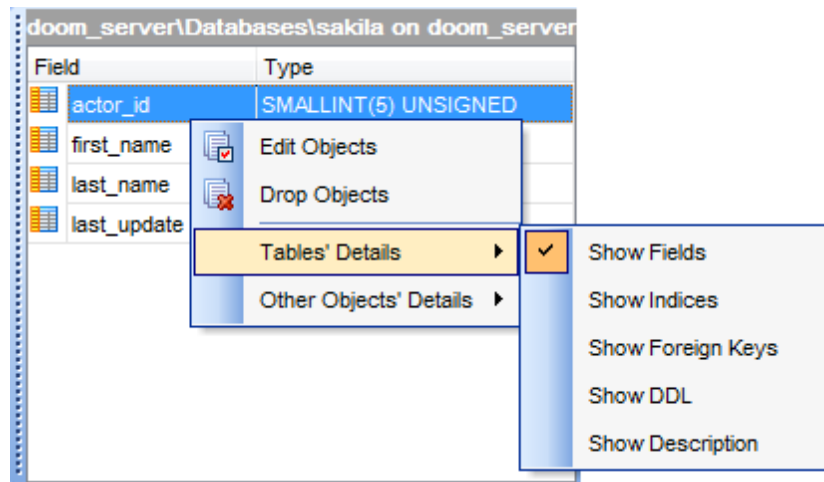 doom_server\Databases\sakila on doom_server
Field Type
actor_id SMALLINT(5) UNSIGNED
first_name
last_name
last_update
Edit Objects
Drop Objects
Tables' Details
Other Objects' Details
Show Fields
Show Indices
Show Foreign Keys
Show DDL
Show Description